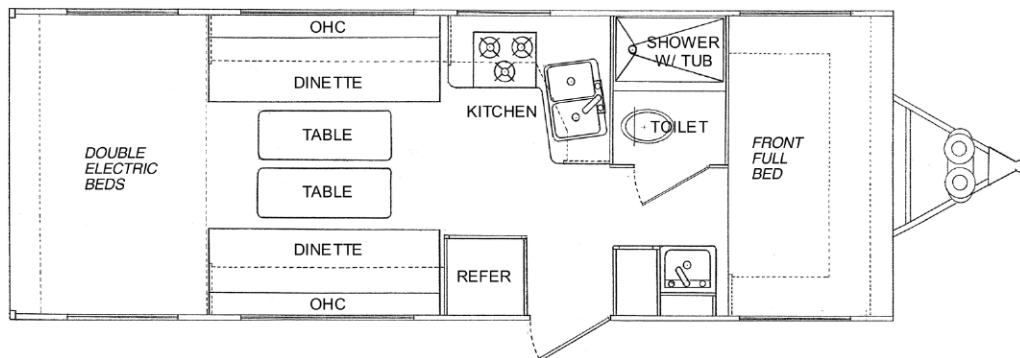 OHC
DINETTE
TABLE
TABLE
DINETTE
OHC
DOUBLE
ELECTRIC
BEDS
KITCHEN
REFER
SHOWER
W/ TUB
TOILET
FRONT
FULL
BED